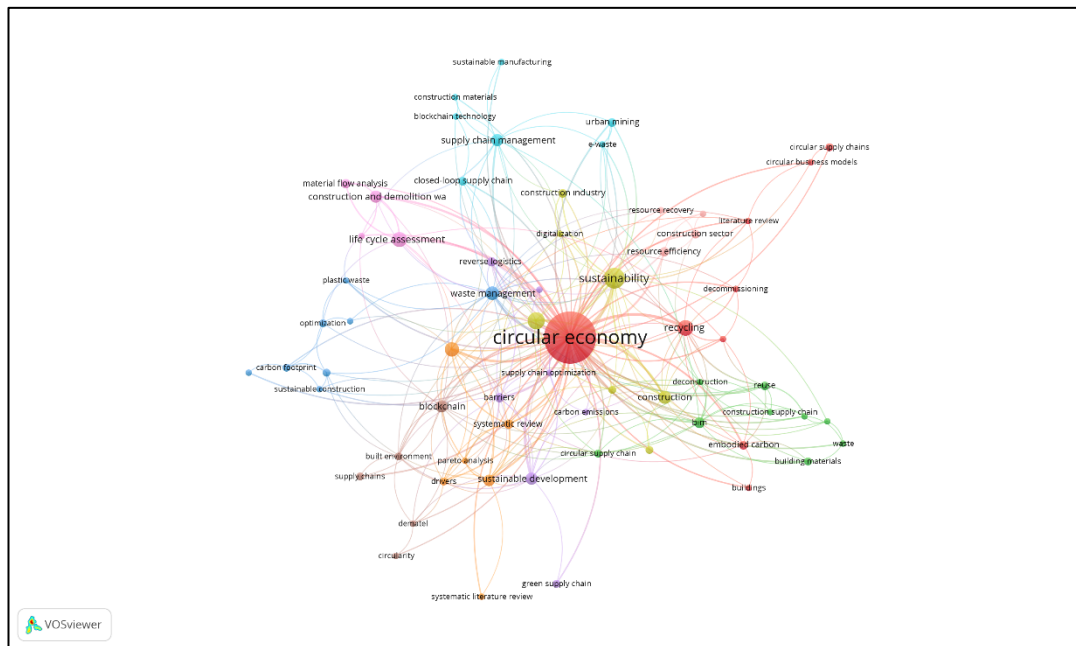 sustainable manufacturing
construction materials
blockchain technology
urban mining
supply chain management
e-waste
circular supply chains
circular business models
closed-loop supply chain
material flow analysis
construction industry
construction and demolition wa
resource recovery
literature review
digitalization
construction sector
life cycle assessment
resource efficiency
reverse logistics
plastic waste
sustainability
decommissioning
waste management
optimization
recycling
circular economy
carbon footprint
supply chain optimization
deconstruction
reuse
sustainable construction
barriers
construction
blockchain
carbon emissions
construction supply chain
systematic review
bim
embodied carbon
waste
built environment
pareto analysis
circular supply chain
building materials
supply chains
drivers
sustainable development
buildings
dematel
circularity
green supply chain
systematic literature review
VOSviewer